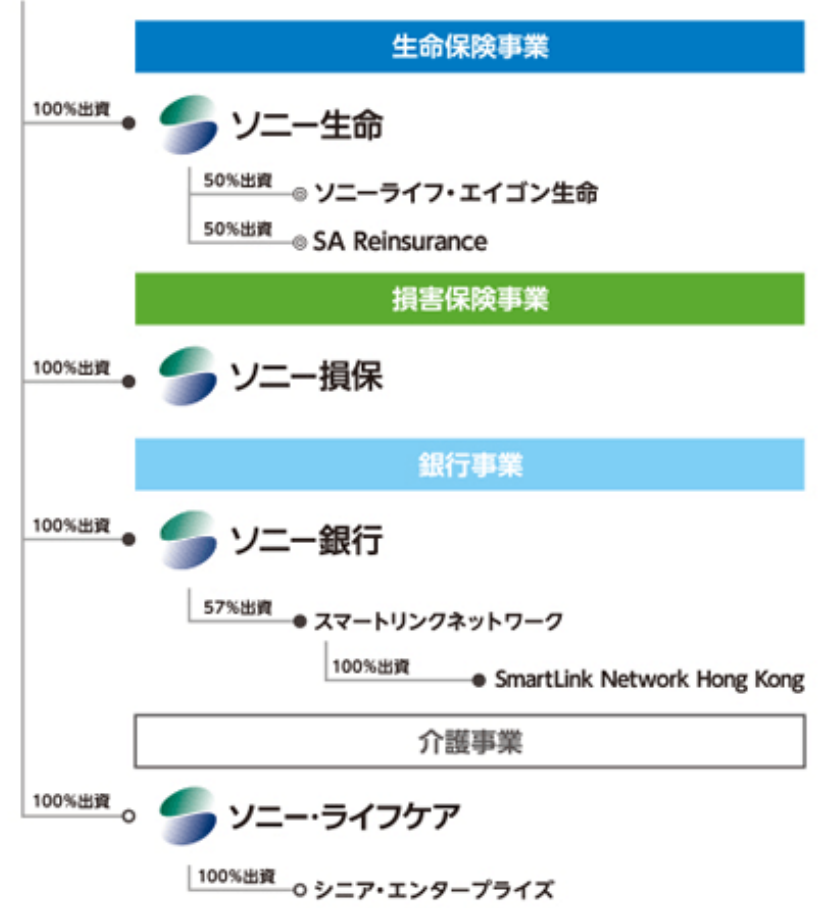 生命保険事業
100%出資
ソニー生命
50%出資
ソニーライフ・エイゴン生命
50%出資
SA Reinsurance
損害保険事業
100%出資
ソニー損保
銀行事業
100%出資
ソニー銀行
57%出資
スマートリンクネットワーク
100%出資
SmartLink Network Hong Kong
介護事業
100%出資
ソニー・ライフケア
100%出資
シニア・エンタープライズ